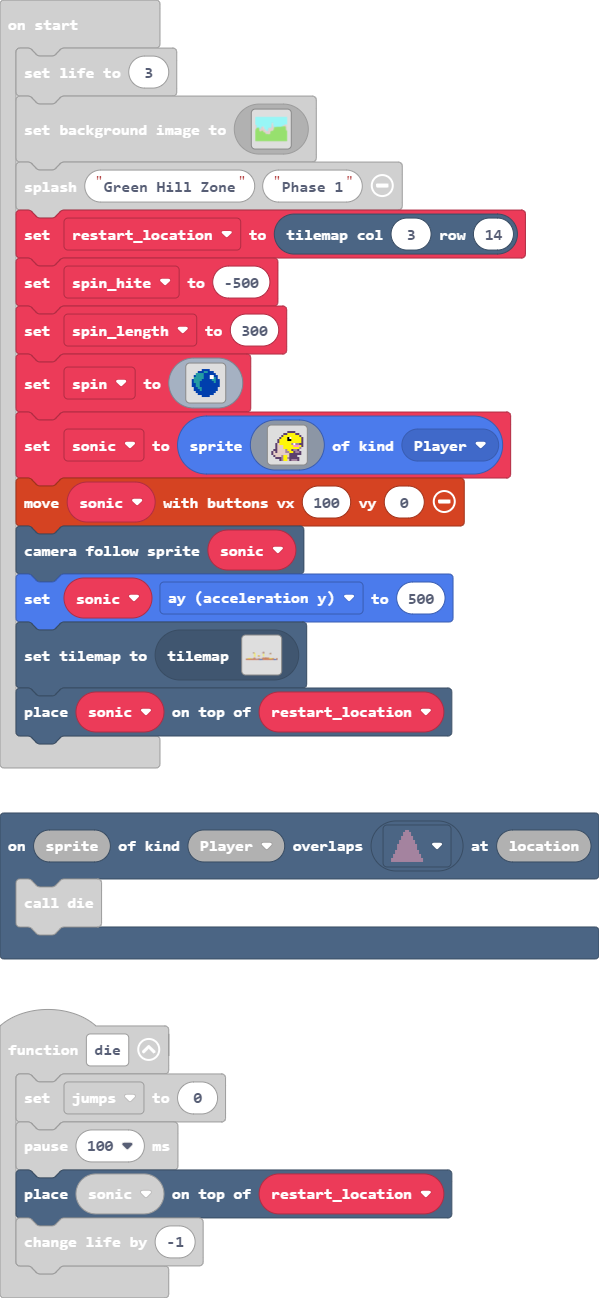 on start
set life to 3
set background image to
splash "Green Hill Zone" "Phase 1"
set restart_location to tilemap col 3 row 14
set spin_hite to -500
set spin_length to 300
set spin to
set sonic to sprite of kind Player
move sonic with buttons vx 100 vy 0
camera follow sprite sonic
set sonic ay (acceleration y) to 500
set tilemap to tilemap
place sonic on top of restart_location
on sprite of kind Player overlaps at location
call die
function die
set jumps to 0
pause 100 ms
place sonic on top of restart_location
change life by -1